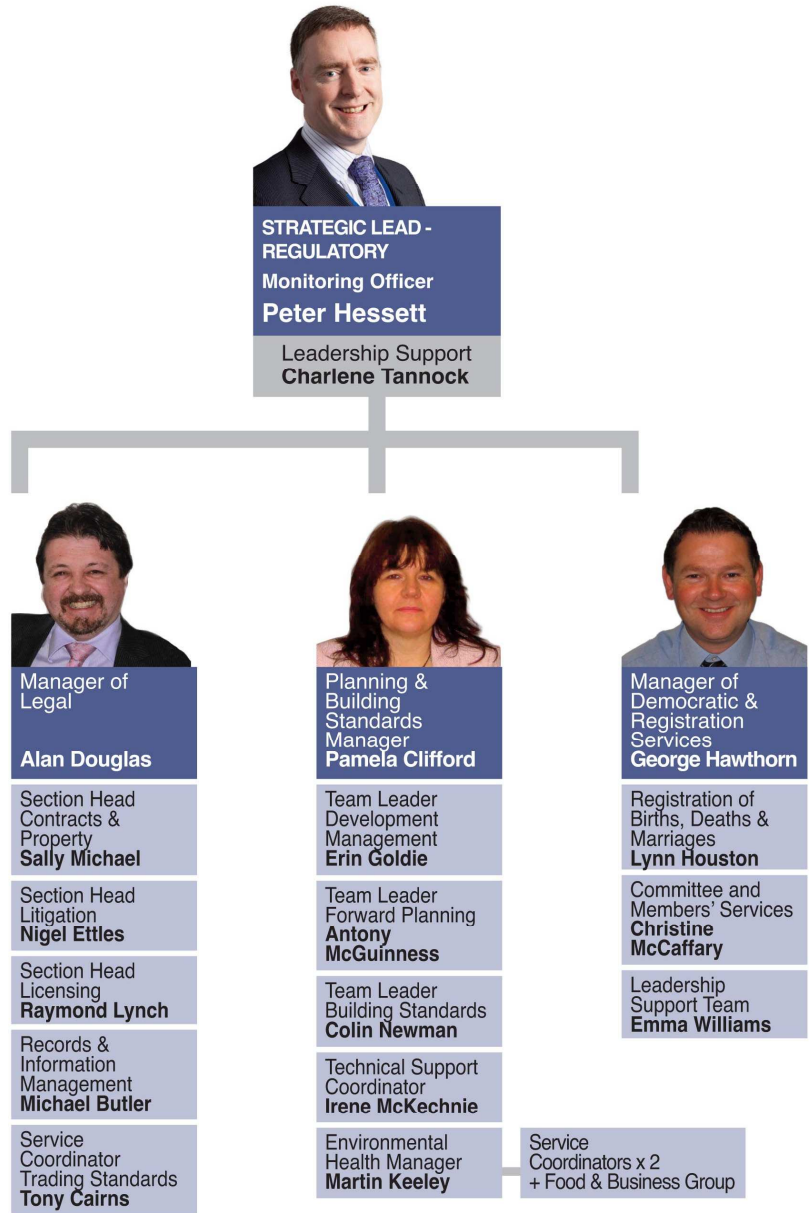 STRATEGIC LEAD -
REGULATORY
Monitoring Officer
Peter Hessett
Leadership Support
Charlene Tannock
Manager of
Legal
Alan Douglas
Section Head
Contracts &
Property
Sally Michael
Section Head
Litigation
Nigel Ettles
Section Head
Licensing
Raymond Lynch
Records &
Information
Management
Michael Butler
Service
Coordinator
Trading Standards
Tony Cairns
Planning &
Building
Standards
Manager
Pamela Clifford
Team Leader
Development
Management
Erin Goldie
Team Leader
Forward Planning
Antony
McGuinness
Team Leader
Building Standards
Colin Newman
Technical Support
Coordinator
Irene McKechnie
Environmental
Health Manager
Martin Keeley
Service
Coordinators x 2
+ Food & Business Group
Manager of
Democratic &
Registration
Services
George Hawthorn
Registration of
Births, Deaths &
Marriages
Lynn Houston
Committee and
Members’ Services
Christine
McCaffary
Leadership
Support Team
Emma Williams